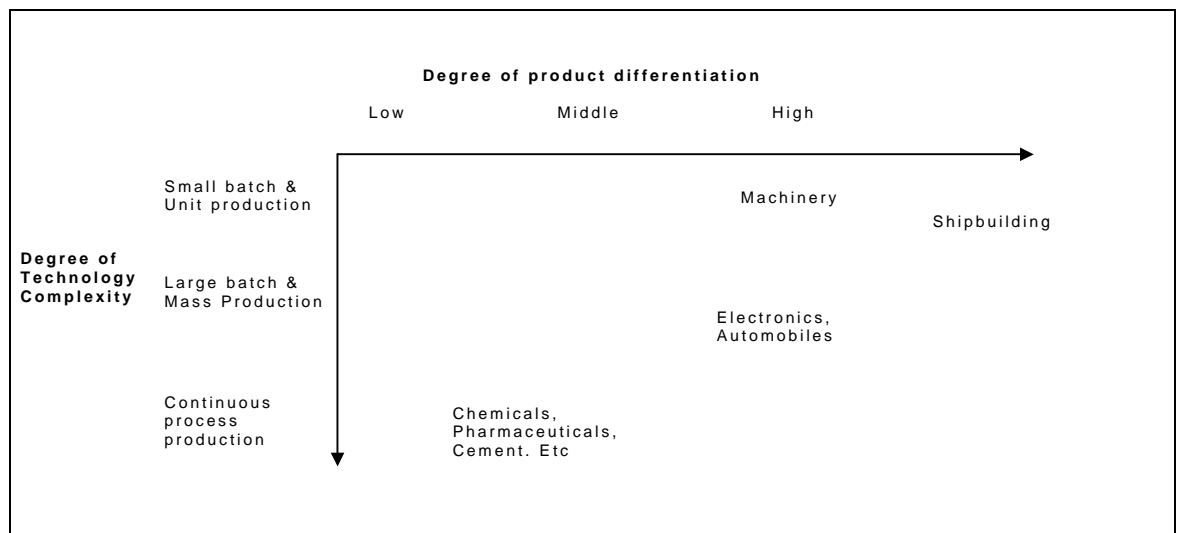 Degree of product differentiation
Low Middle High
Small batch &
Unit production
Machinery
Shipbuilding
Degree of
Technology
Complexity
Large batch &
Mass Production
Electronics,
Automobiles
Continuous
process
production
Chemicals,
Pharmaceuticals,
Cement. Etc